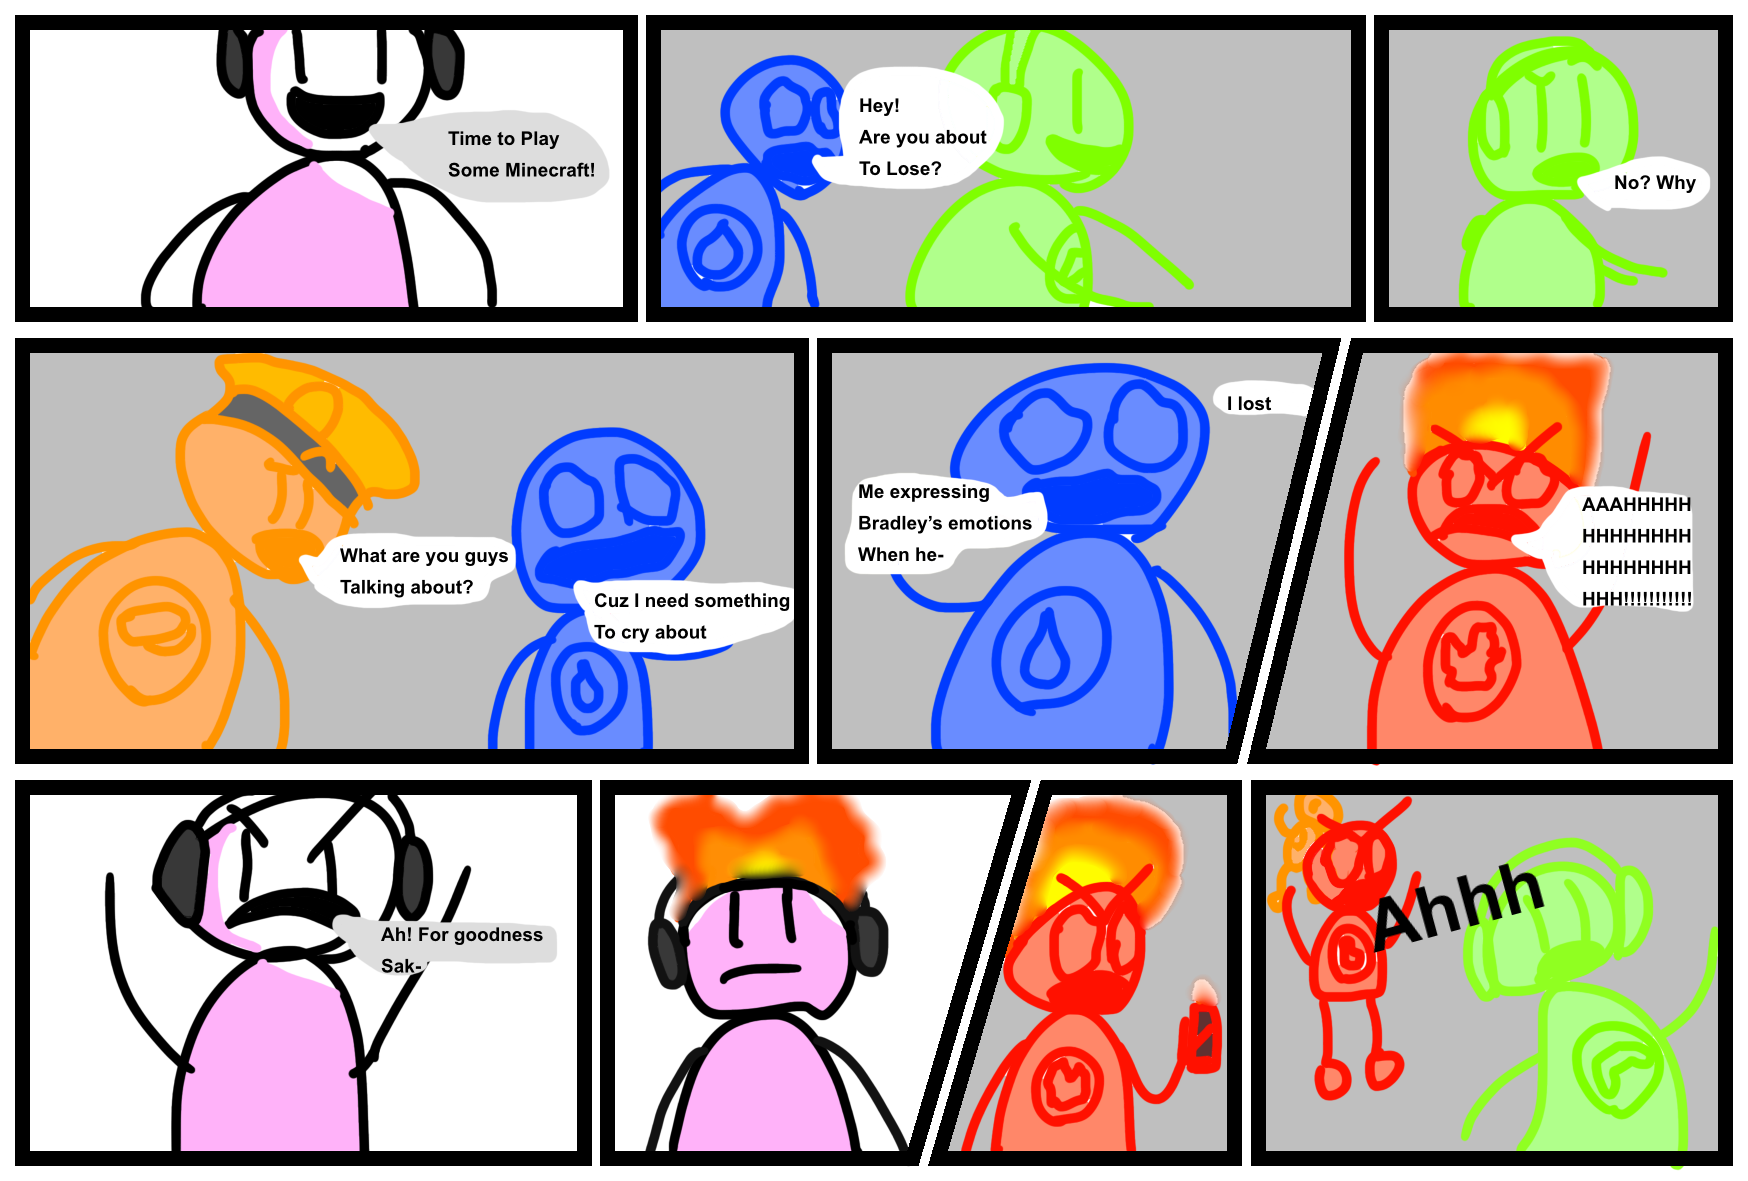 Time to Play
Some Minecraft!
Hey!
Are you about
To Lose?
No? Why
What are you guys
Talking about?
Cuz I need something
To cry about
Me expressing
Bradley’s emotions
When he-
I lost
AAAHHHHH
HHHHHHHH
HHHHHHHH
HHH!!!!!!!!!!!
Ah! For goodness
Sak-
Ahhh